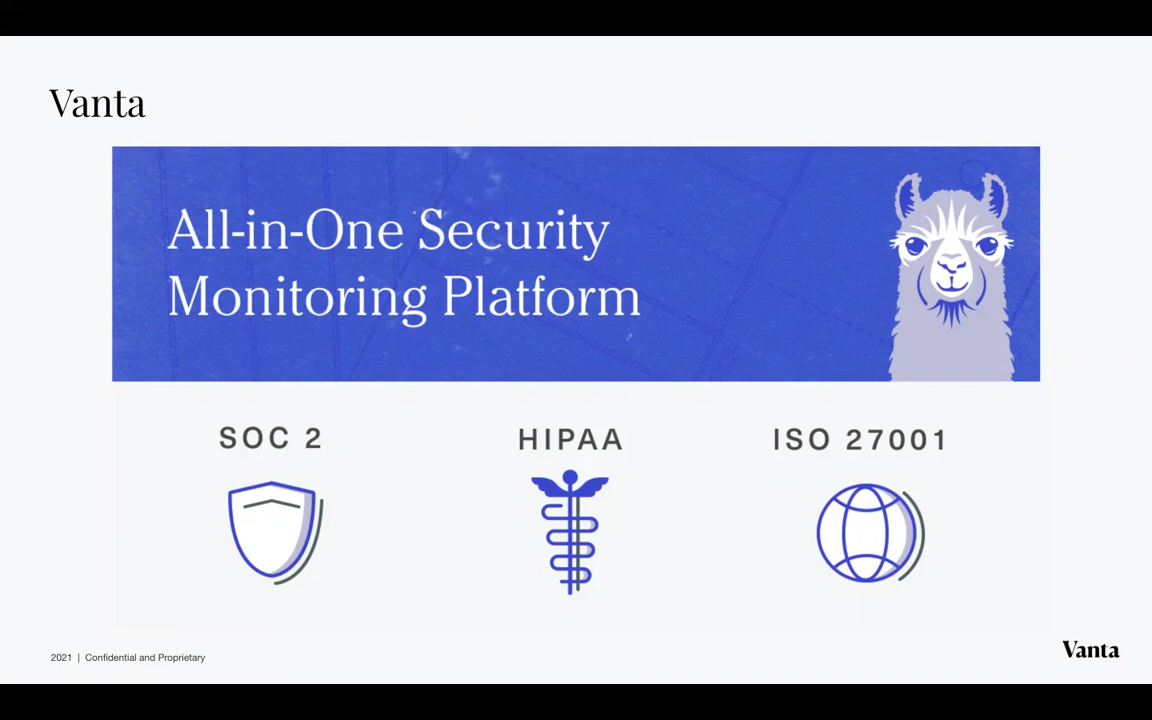 Vanta
All-in-One Security
Monitoring Platform
SOC 2
HIPAA
ISO 27001
2021 | Confidential and Proprietary
Vanta